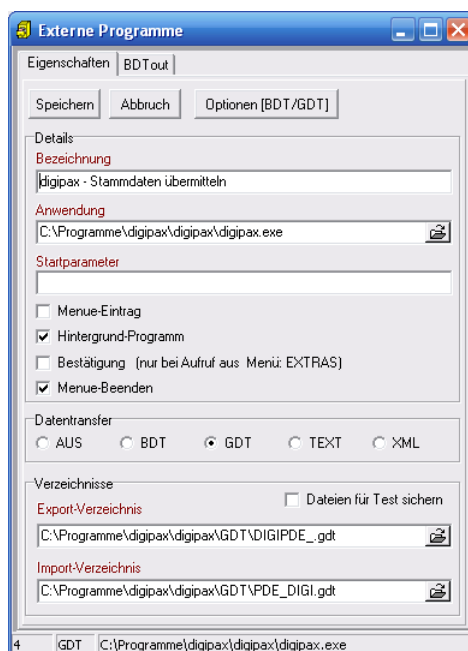 Externe Programme
Eigenschaften BDTout
Speichern Abbruch Optionen [BDT/GDT]
Details
Bezeichnung
digipax - Stammdaten übermitteln
Anwendung
C:\Programme\digipax\digipax\digipax.exe
Startparameter
Menue-Eintrag
Hintergrund-Programm
Bestätigung (nur bei Aufruf aus Menü: EXTRAS)
Menue-Beenden
Datentransfer
AUS BDT GDT TEXT XML
Verzeichnisse
Dateien für Test sichern
Export-Verzeichnis
C:\Programme\digipax\digipax\GDT\DIGIPDE_.gdt
Import-Verzeichnis
C:\Programme\digipax\digipax\GDT\PDE_DIGI.gdt
4 GDT C:\Programme\digipax\digipax\digipax.exe